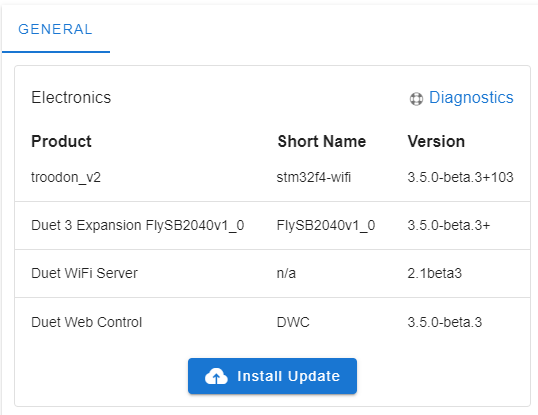 GENERAL
Electronics Diagnostics
Product Short Name Version
troodon_v2 stm32f4-wifi 3.5.0-beta.3+103
Duet 3 Expansion FlySB2040v1_0 FlySB2040v1_0 3.5.0-beta.3+
Duet WiFi Server n/a 2.1beta3
Duet Web Control DWC 3.5.0-beta.3
Install Update